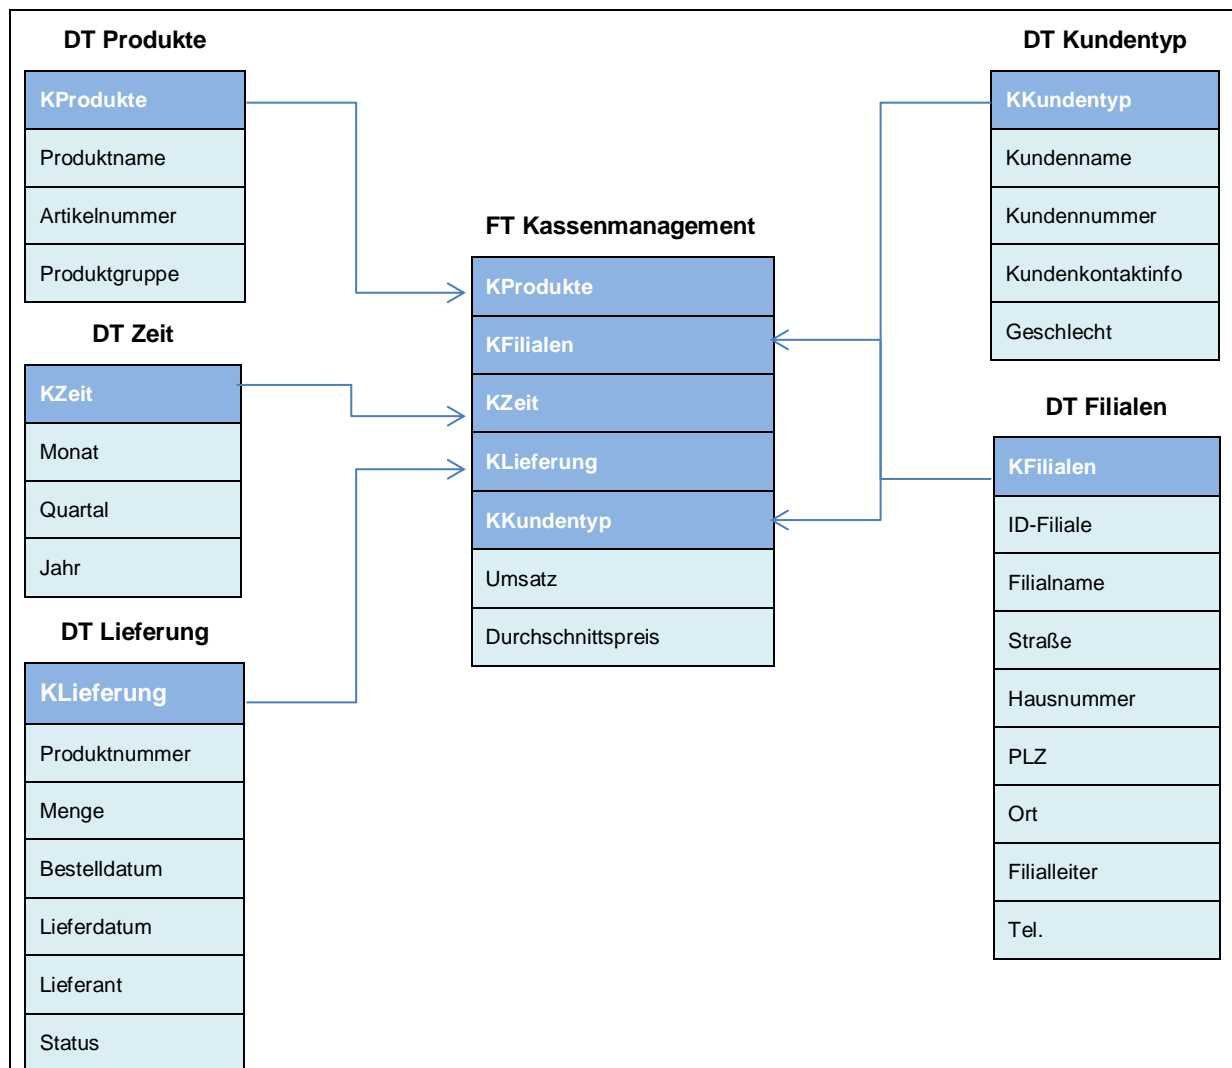 DT Produkte
KProdukte
Produktname
Artikelnummer
Produktgruppe
DT Zeit
KZeit
Monat
Quartal
Jahr
DT Lieferung
KLieferung
Produktnummer
Menge
Bestelldatum
Lieferdatum
Lieferant
Status
FT Kassenmanagement
KProdukte
KFilialen
KZeit
KLieferung
KKundentyp
Umsatz
Durchschnittspreis
DT Kundentyp
KKundentyp
Kundenname
Kundennummer
Kundenkontaktinfo
Geschlecht
DT Filialen
KFilialen
ID-Filiale
Filialname
Straße
Hausnummer
PLZ
Ort
Filialleiter
Tel.